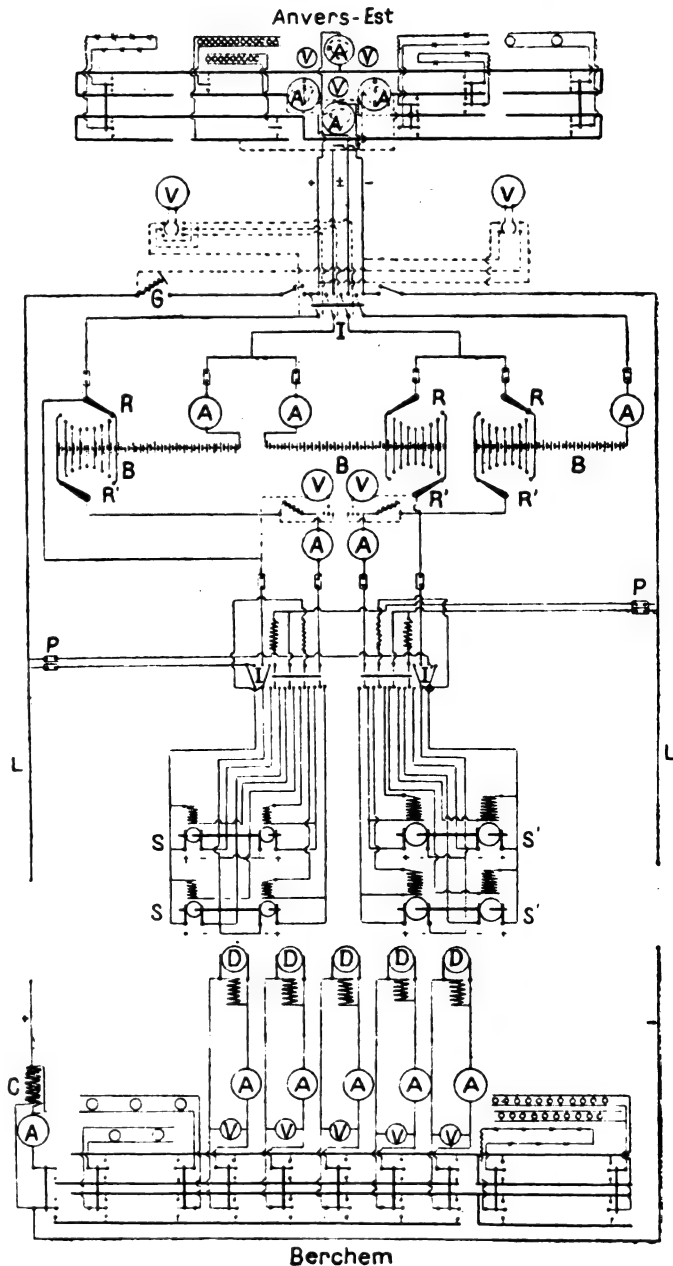 Anvers-Est
V A V
V
A A
A
+ ± -
V V
G
I
R R R
A A A
B B B
R' R' R'
V V
A A
P
P
I I
L L
S S'
S S'
D D D D D
+ -
C
A A A A A
A
V V V V V
Berchem